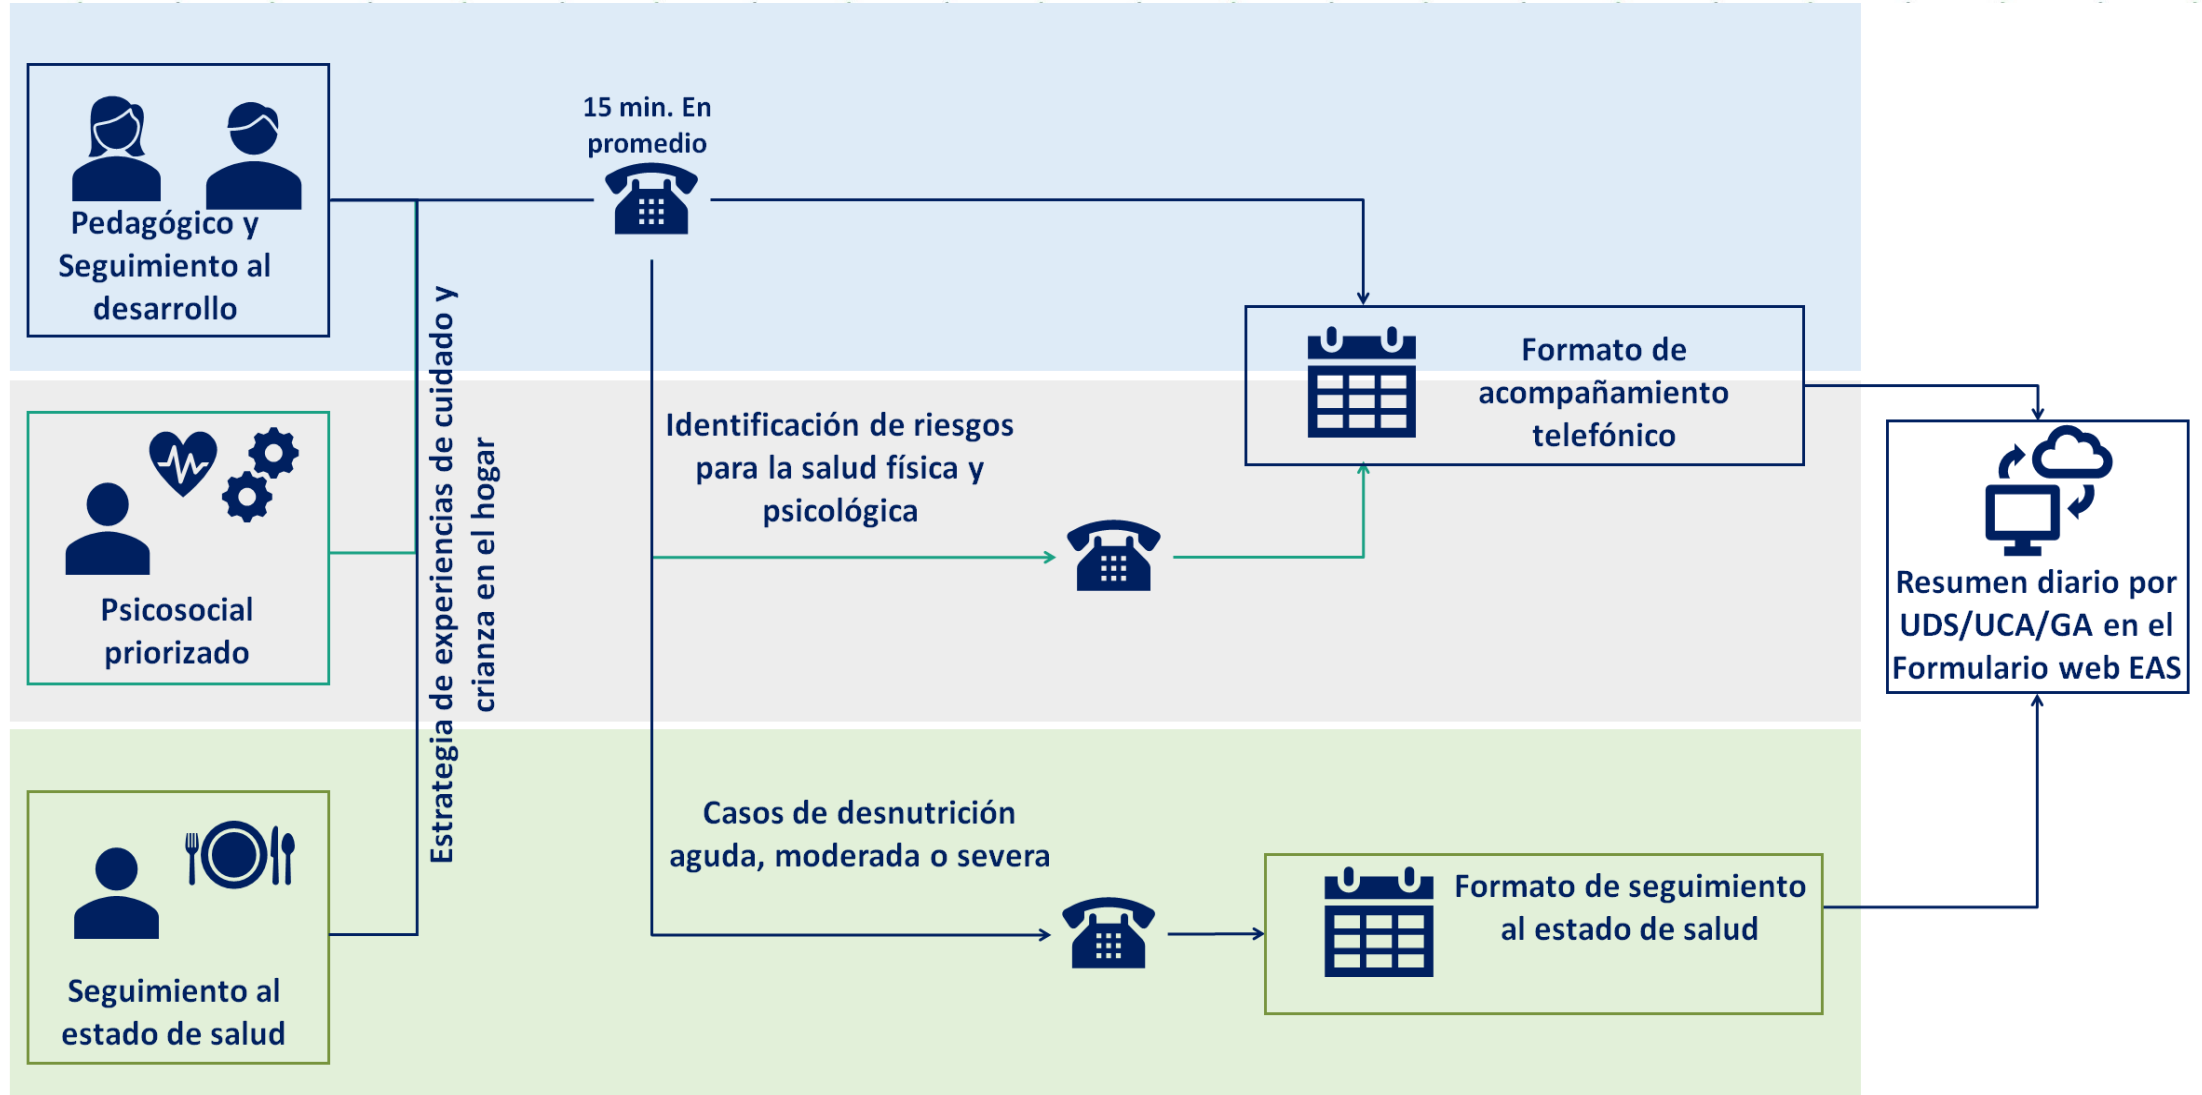 15 min. En
promedio
Pedagógico y
Seguimiento al
desarrollo
Estrategia de experiencias de cuidado y
crianza en el hogar
Formato de
acompañamiento
telefónico
Identificación de riesgos
para la salud física y
psicológica
Psicosocial
priorizado
Resumen diario por
UDS/UCA/GA en el
Formulario web EAS
Casos de desnutrición
aguda, moderada o severa
Formato de seguimiento
al estado de salud
Seguimiento al
estado de salud